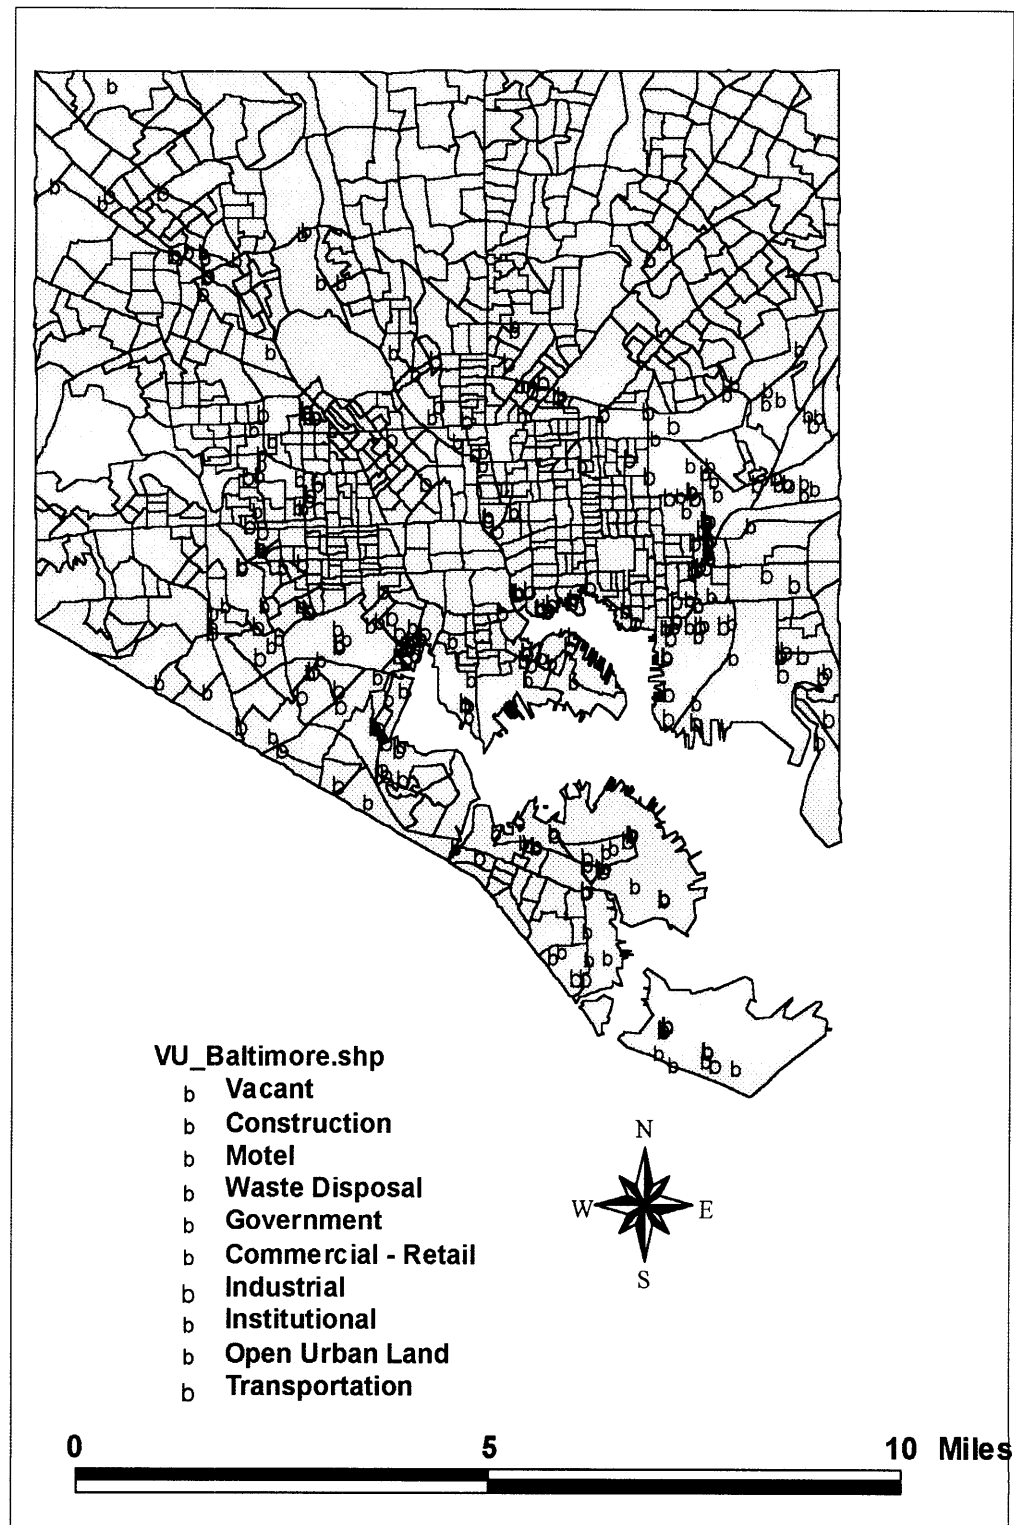 VU_Baltimore.shp
b Vacant
b Construction
b Motel
b Waste Disposal
b Government
b Commercial - Retail
b Industrial
b Institutional
b Open Urban Land
b Transportation
N
W E
S
0 5 10 Miles